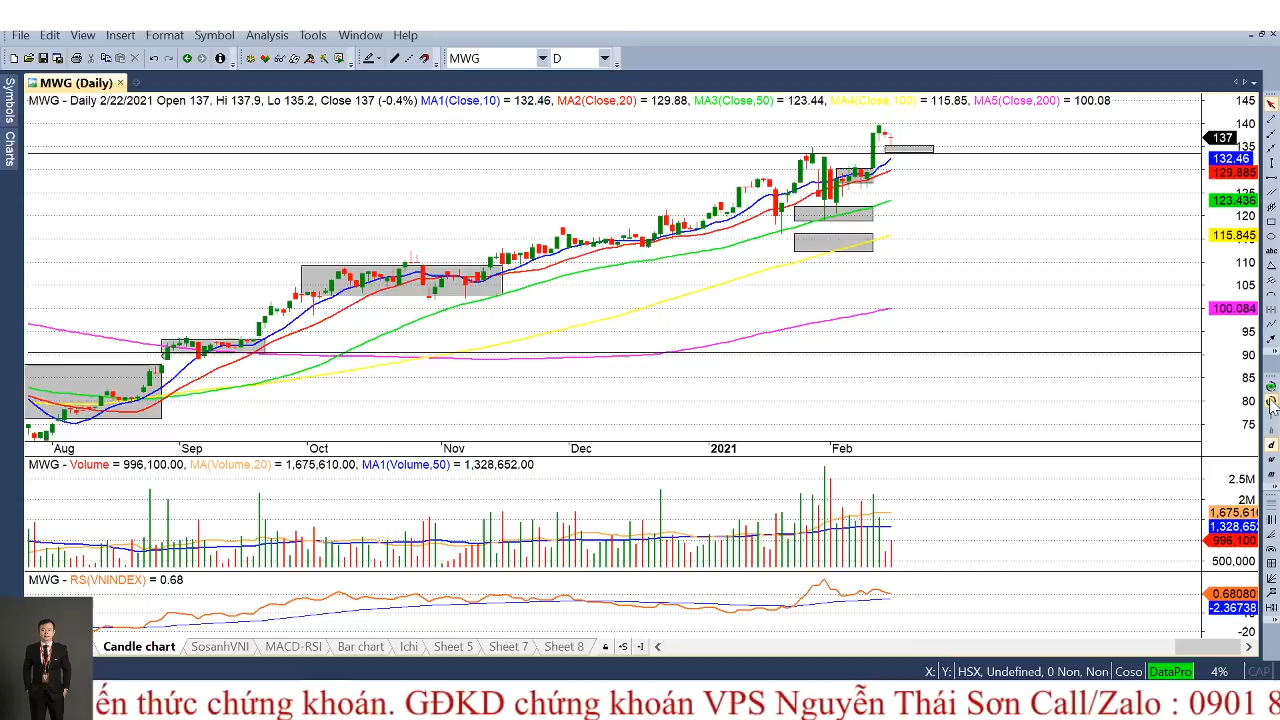 File Edit View Insert Format Symbol Analysis Tools Window Help
MWG D
MWG (Daily)
Symbols
Charts
MWG - Daily 2/22/2021 Open 137, Hi 137.9, Lo 135.2, Close 137 (-0.4%) MA1(Close,10) = 132.46, MA2(Close,20) = 129.88, MA3(Close,50) = 123.44, MA4(Close,100) = 115.85, MA5(Close,200) = 100.08
145
140
137
135
132.46
129.885
125
123.436
120
115.845
110
105
100.084
95
90
85
80
75
Aug Sep Oct Nov Dec 2021 Feb
MWG - Volume = 996,100.00, MA(Volume,20) = 1,675,610.00, MA1(Volume,50) = 1,328,652.00
2.5M
2M
1,675,610
1,328,652
996,100
500,000
MWG - RS(VNINDEX) = 0.68
0.68080
-2.36738
-20
Candle chart SosanhVNI MACD-RSI Bar chart Ichi Sheet 5 Sheet 7 Sheet 8
X: Y: HSX, Undefined, 0 Non, Non Coso DataPro 4% CAP
ến thức chứng khoán. GĐKD chứng khoán VPS Nguyễn Thái Sơn Call/Zalo : 0901 8